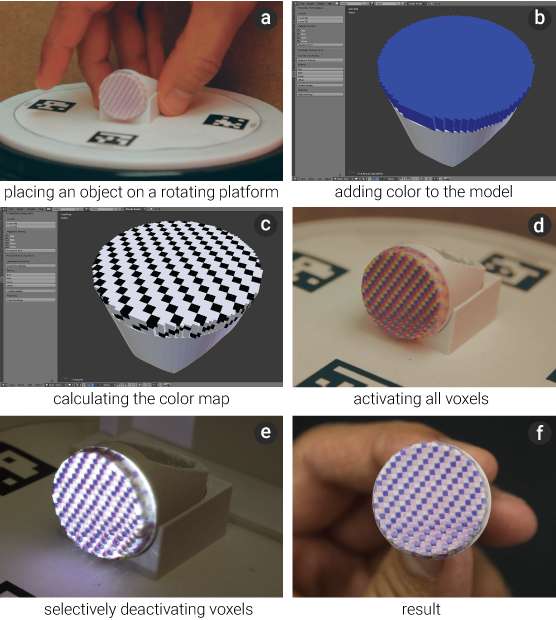 a
b
placing an object on a rotating platform
adding color to the model
c
d
calculating the color map
activating all voxels
e
f
selectively deactivating voxels
result